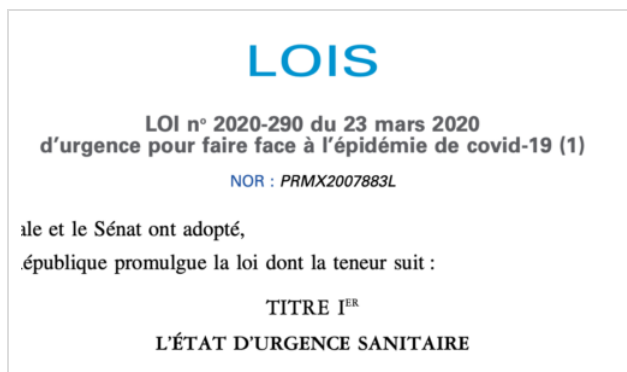 LOIS
LOI nº 2020-290 du 23 mars 2020
d’urgence pour faire face à l’épidémie de covid-19 (1)
NOR : PRMX2007883L
ale et le Sénat ont adopté,
épublique promulgue la loi dont la teneur suit :
TITRE Iᴱᴿ
L’ÉTAT D’URGENCE SANITAIRE